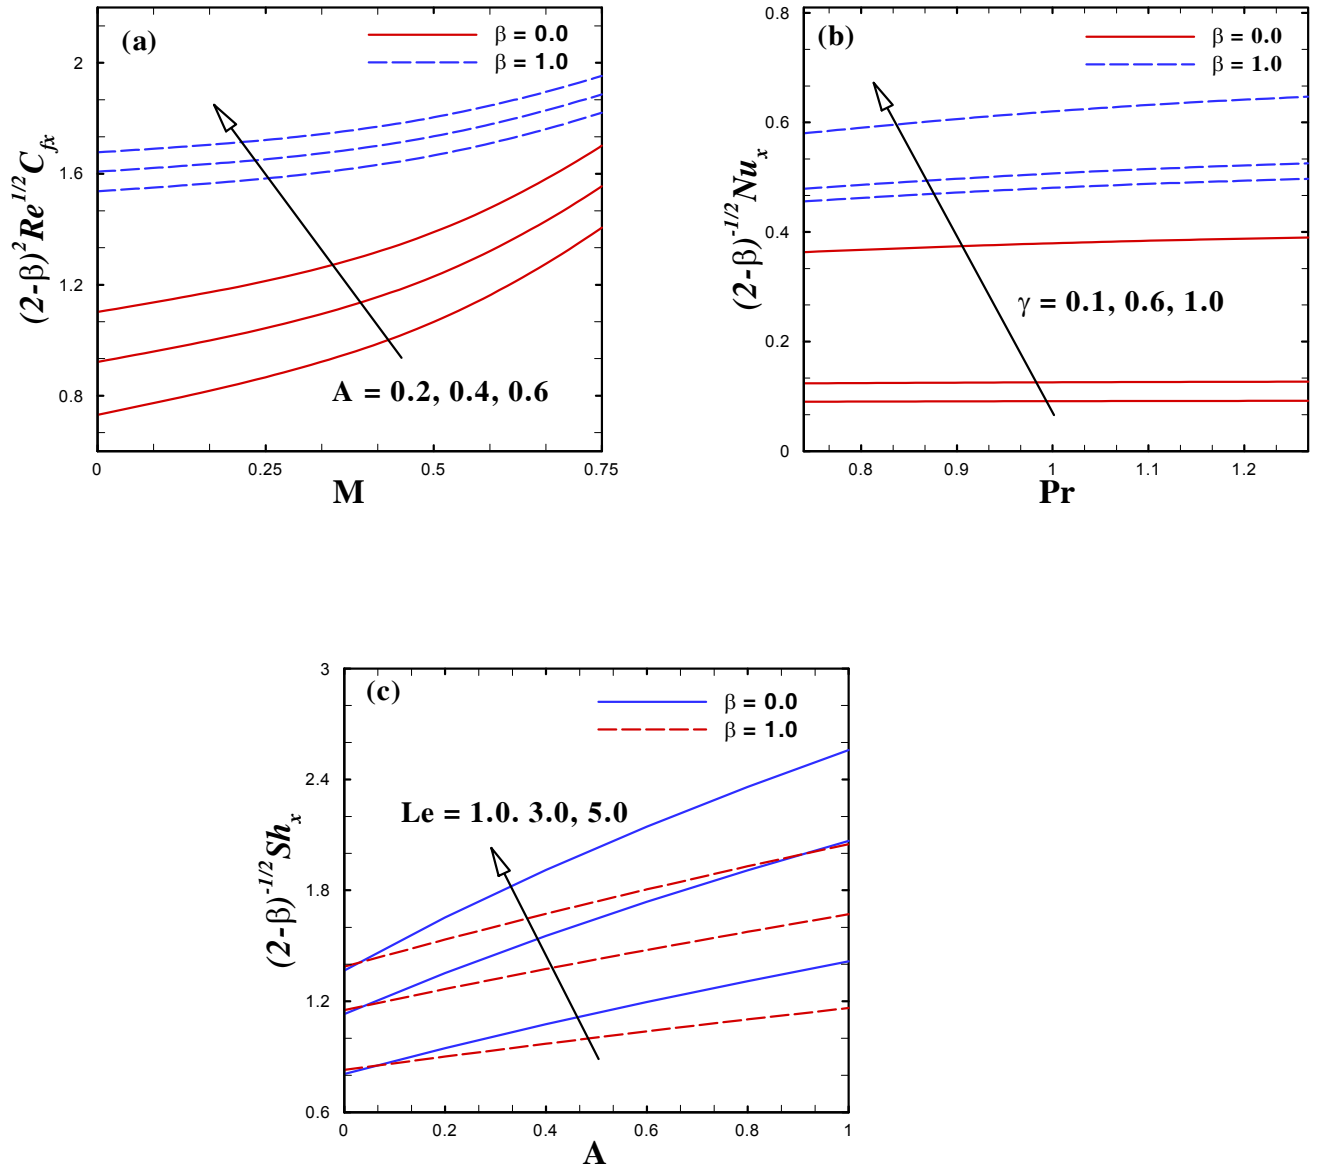 (a)
β = 0.0
β = 1.0
(2-β)²Re^{1/2}C_{fx}
2
1.6
1.2
0.8
A = 0.2, 0.4, 0.6
0 0.25 0.5 0.75
M
(b)
β = 0.0
β = 1.0
(2-β)^{-1/2}Nu_x
0.8
0.6
0.4
0.2
0
γ = 0.1, 0.6, 1.0
0.8 0.9 1 1.1 1.2
Pr
(c)
β = 0.0
β = 1.0
(2-β)^{-1/2}Sh_x
3
2.4
1.8
1.2
0.6
Le = 1.0. 3.0, 5.0
0 0.2 0.4 0.6 0.8 1
A